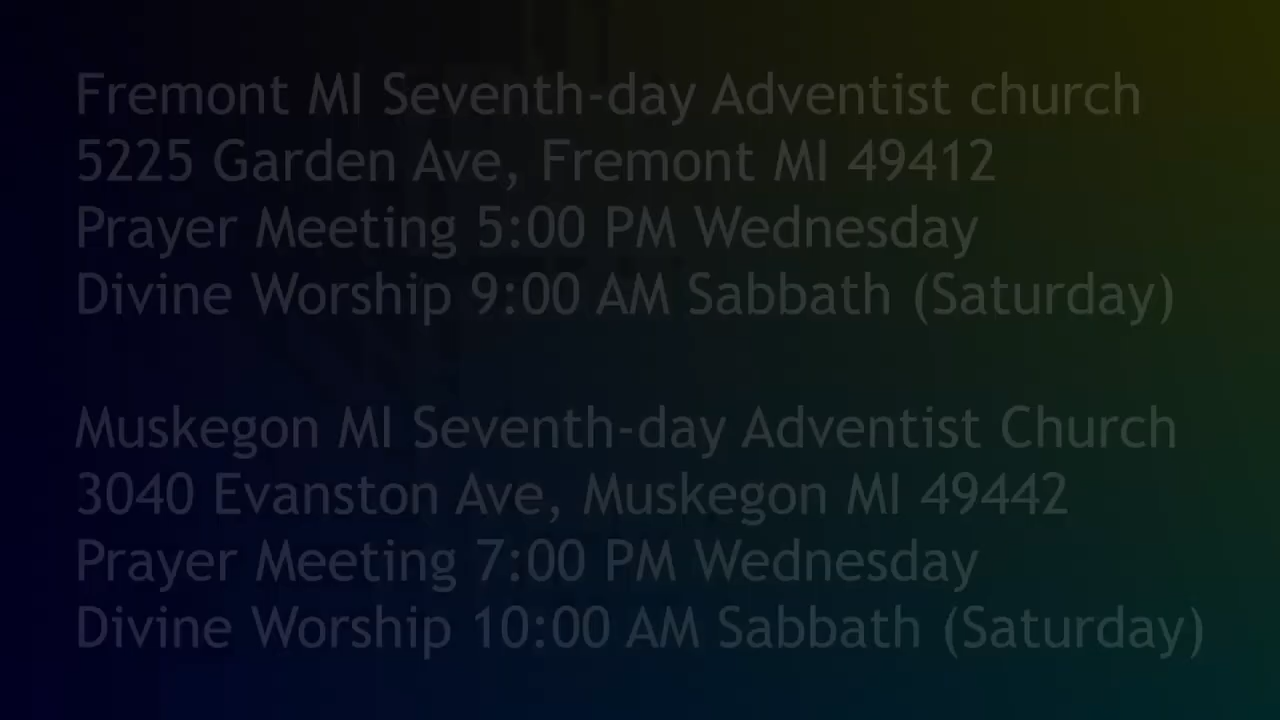 Fremont MI Seventh-day Adventist church
5225 Garden Ave, Fremont MI 49412
Prayer Meeting 5:00 PM Wednesday
Divine Worship 9:00 AM Sabbath (Saturday)
Muskegon MI Seventh-day Adventist Church
3040 Evanston Ave, Muskegon MI 49442
Prayer Meeting 7:00 PM Wednesday
Divine Worship 10:00 AM Sabbath (Saturday)